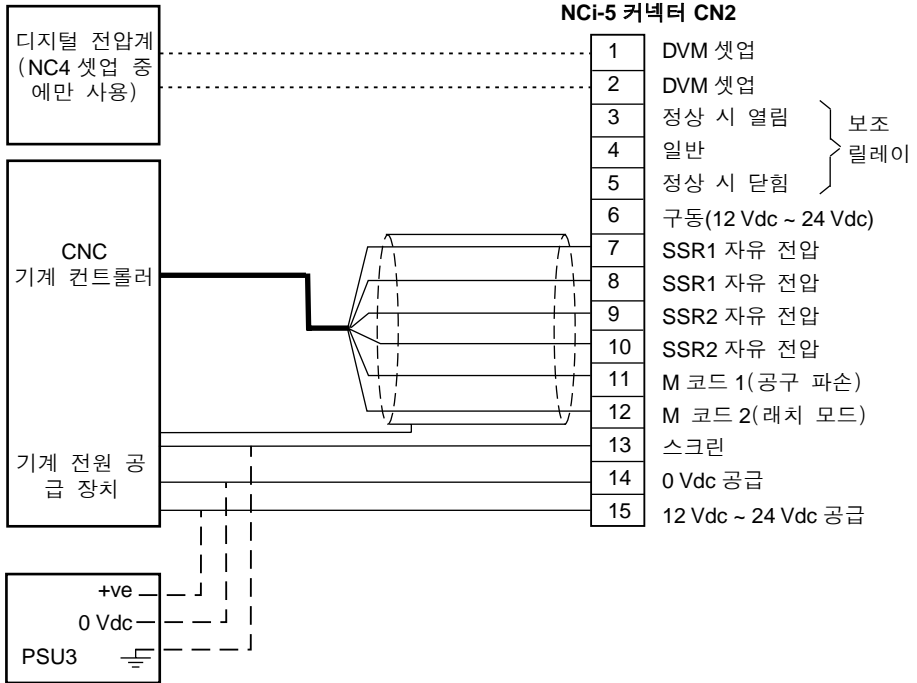 NCi-5 커넥터 CN2
디지털 전압계
(NC4 셋업 중
에만 사용)
1 DVM 셋업
2 DVM 셋업
3 정상 시 열림
4 일반
5 정상 시 닫힘
보조
릴레이
6 구동(12 Vdc ~ 24 Vdc)
7 SSR1 자유 전압
8 SSR1 자유 전압
9 SSR2 자유 전압
10 SSR2 자유 전압
11 M 코드 1(공구 파손)
12 M 코드 2(래치 모드)
13 스크린
14 0 Vdc 공급
15 12 Vdc ~ 24 Vdc 공급
CNC
기계 컨트롤러
기계 전원 공
급 장치
+ve
0 Vdc
PSU3